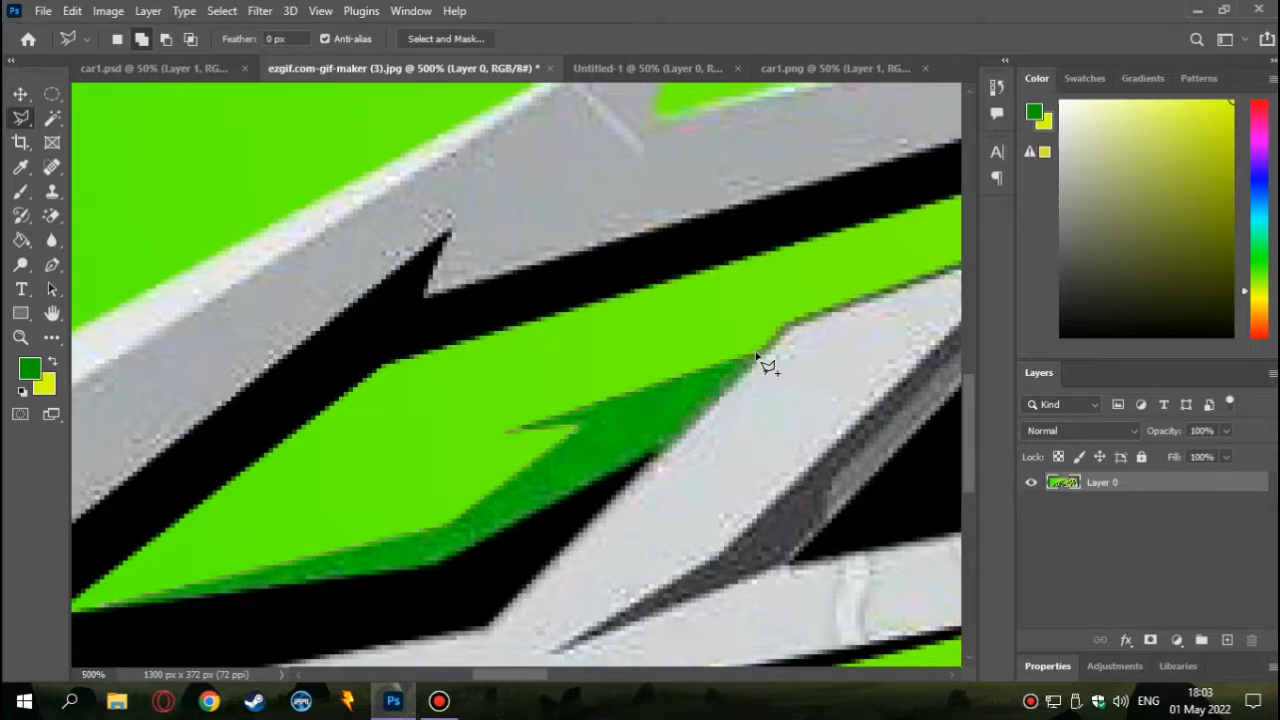 Ps File Edit Image Layer Type Select Filter 3D View Plugins Window Help
Feather: 0 px Anti-alias Select and Mask...
car1.psd @ 50% (Layer 1, RG... × ezgif.com-gif-maker (3).jpg @ 500% (Layer 0, RGB/8#) * × Untitled-1 @ 50% (Layer 0, R... × car1.png @ 50% (Layer 1, RG... ×
Color Swatches Gradients Patterns
Layers
Kind
Normal Opacity: 100%
Lock: Fill: 100%
Layer 0
500% 1300 px x 372 px (72 ppi)
Properties Adjustments Libraries
Ps ENG 18:03
01 May 2022